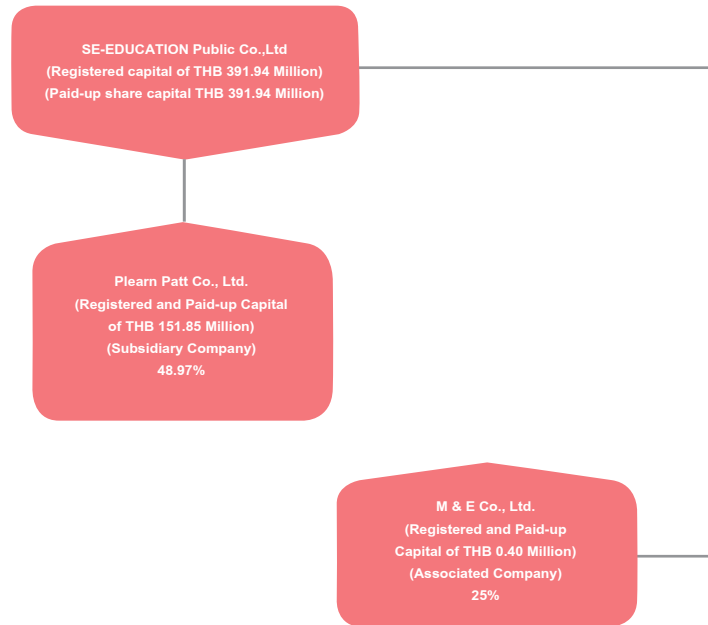 SE-EDUCATION Public Co.,Ltd
(Registered capital of THB 391.94 Million)
(Paid-up share capital THB 391.94 Million)
Plearn Patt Co., Ltd.
(Registered and Paid-up Capital
of THB 151.85 Million)
(Subsidiary Company)
48.97%
M & E Co., Ltd.
(Registered and Paid-up
Capital of THB 0.40 Million)
(Associated Company)
25%